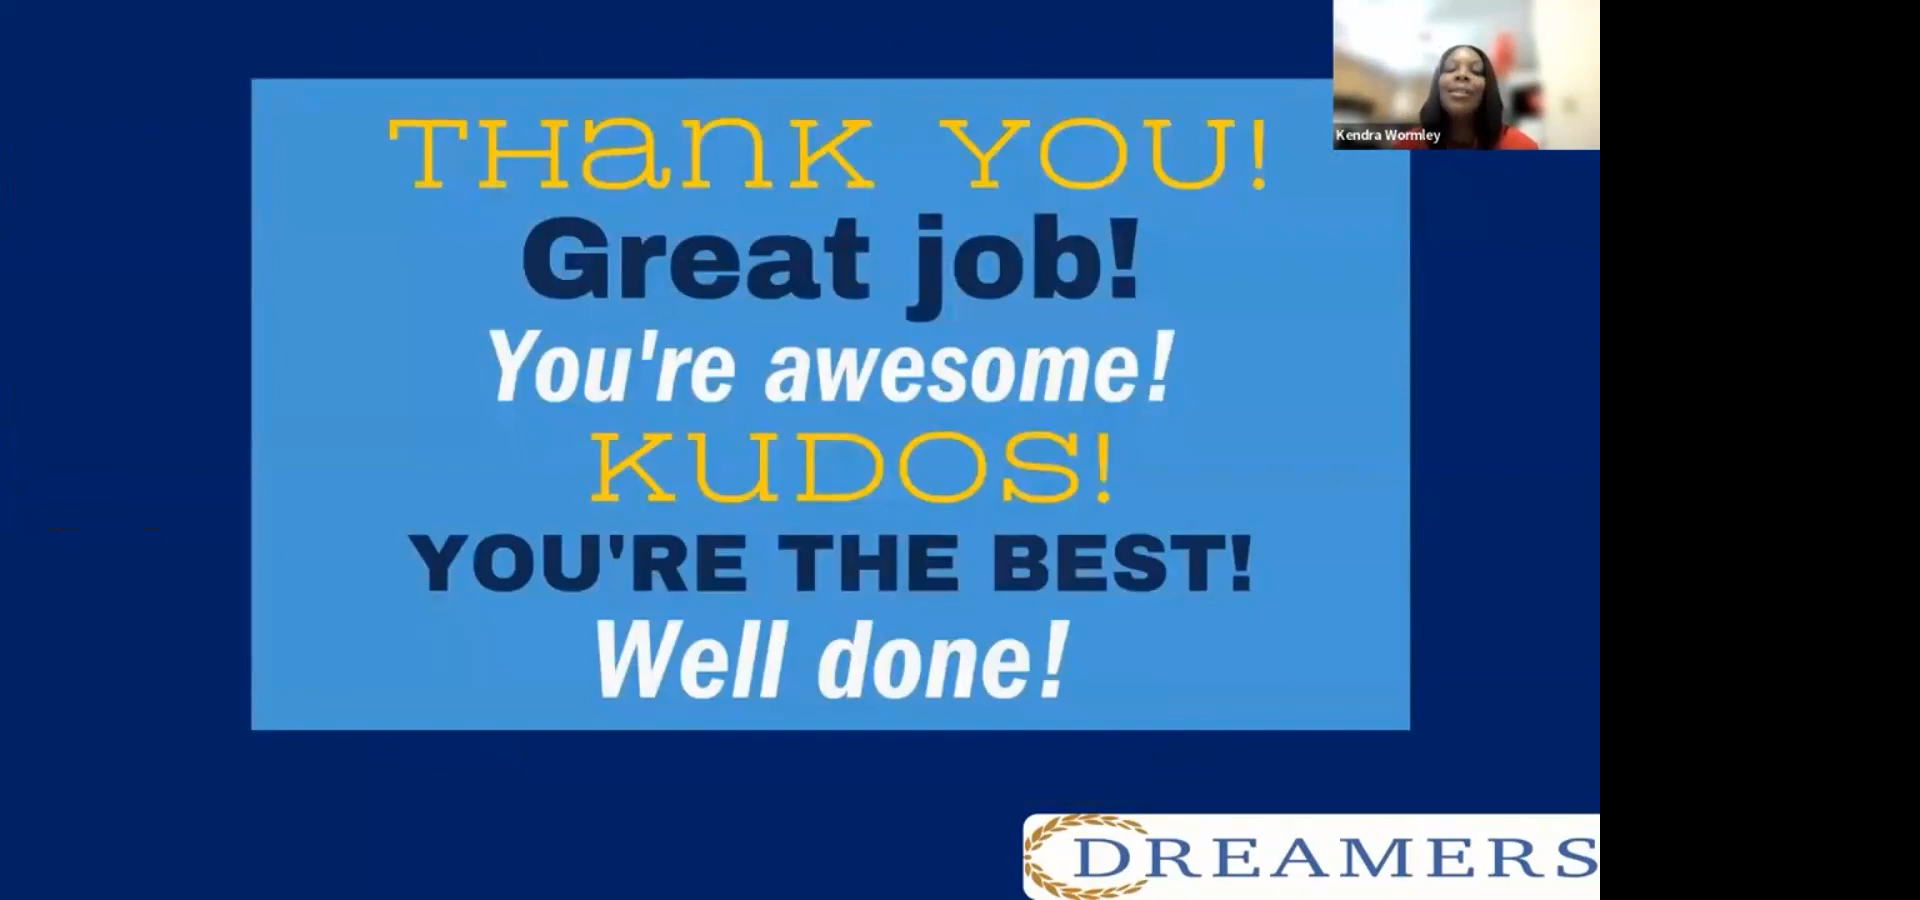 THANK YOU!
Great job!
You're awesome!
KUDOS!
YOU'RE THE BEST!
Well done!
Kendra Wormley
DREAMERS